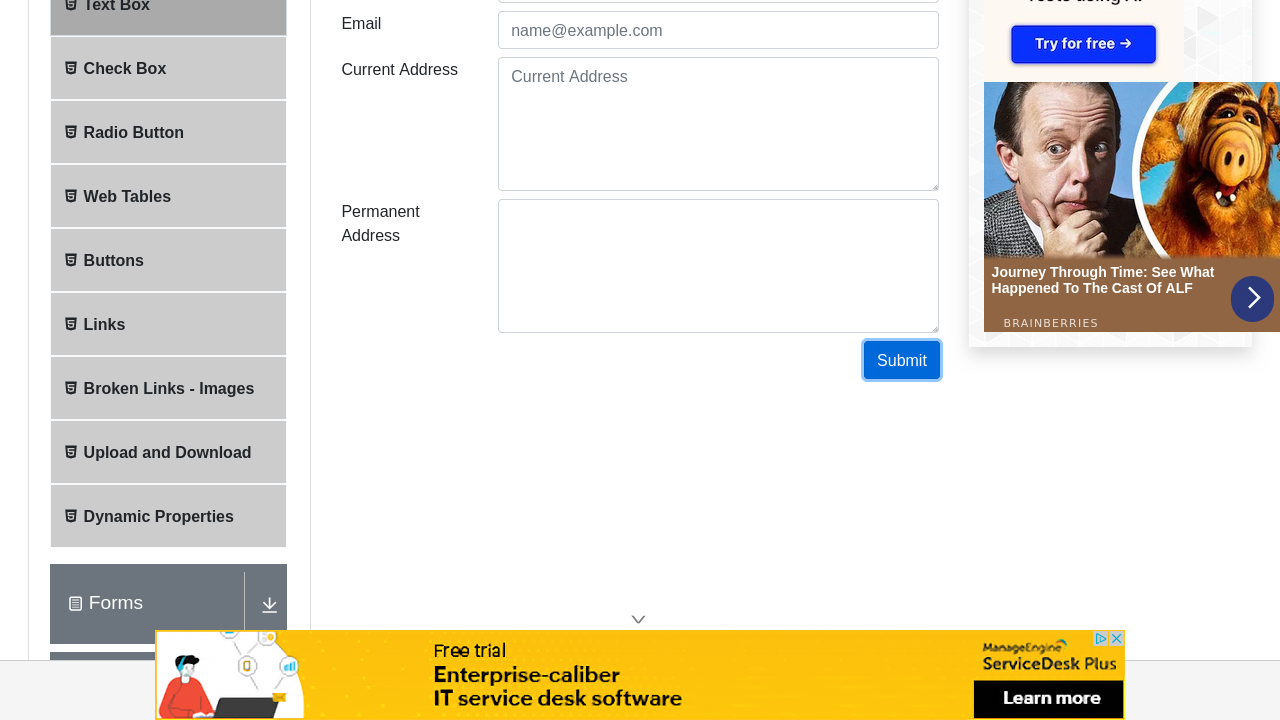 Text Box
Check Box
Radio Button
Web Tables
Buttons
Links
Broken Links - Images
Upload and Download
Dynamic Properties
Forms
Email
name@example.com
Current Address
Current Address
Permanent
Address
Submit
Try for free →
Journey Through Time: See What
Happened To The Cast Of ALF
BRAINBERRIES
Free trial
Enterprise-caliber
IT service desk software
ManageEngine
ServiceDesk Plus
Learn more